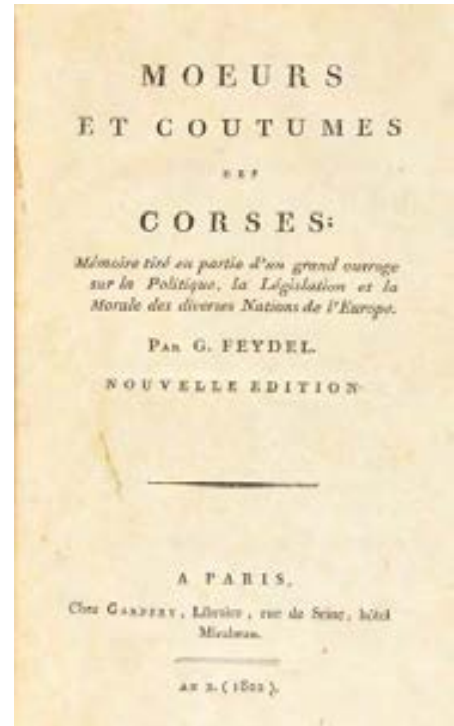 MOEURS
ET COUTUMES
DES
CORSES:
Mémoire tiré en partie d'un grand ouvrage
sur la Politique, la Législation et la
Morale des diverses Nations de l'Europe.
PAR G. FEYDEL.
NOUVELLE EDITION
A PARIS,
Chez GARNERY, Libraire, rue de Seine, hôtel
Mirabeau.
AN 2. (1802).